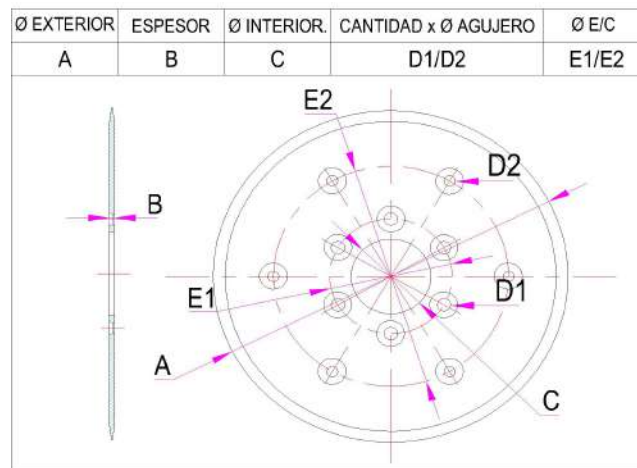 Ø EXTERIOR ESPESOR Ø INTERIOR. CANTIDAD x Ø AGUJERO Ø E/C
A B C D1/D2 E1/E2
E2
D2
B
E1
D1
A
C